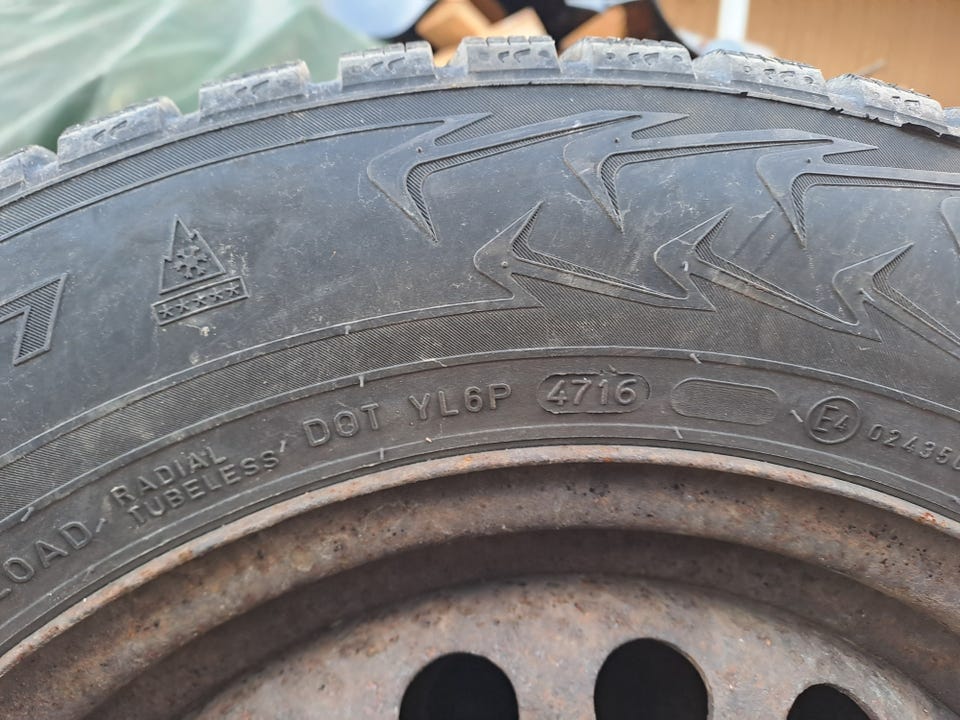 LOAD RADIAL
TUBELESS
DOT YL6P 4716 E4 02435